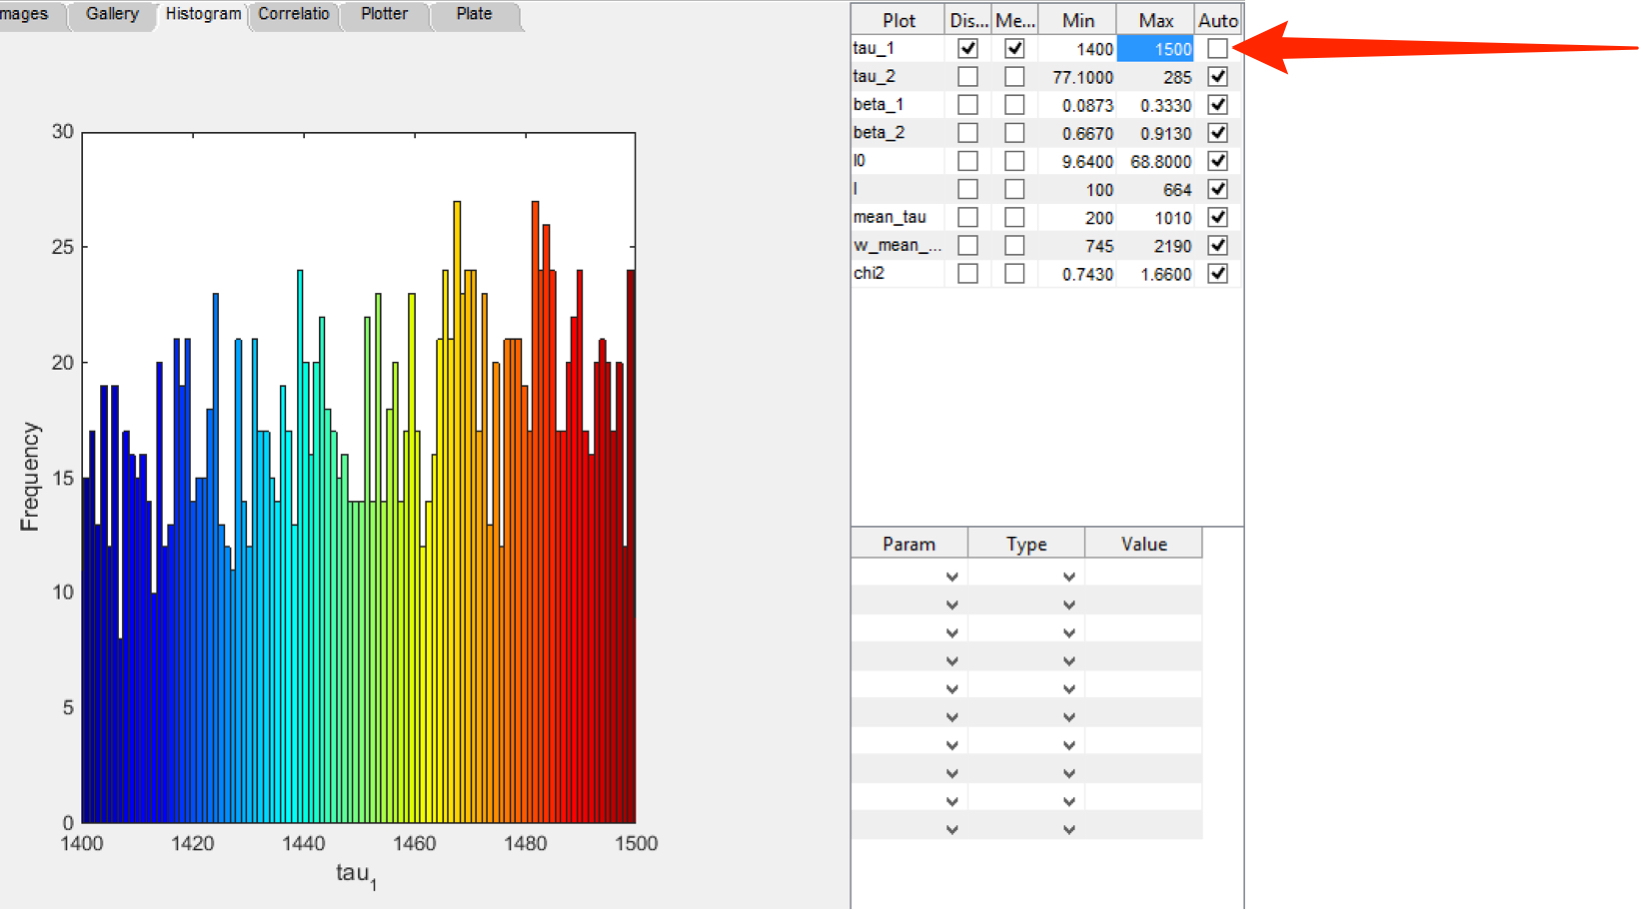 mages Gallery Histogram Correlatio Plotter Plate
Plot Dis... Me... Min Max Auto
tau_1 1400 1500
tau_2 77.1000 285
beta_1 0.0873 0.3330
beta_2 0.6670 0.9130
I0 9.6400 68.8000
I 100 664
mean_tau 200 1010
w_mean_... 745 2190
chi2 0.7430 1.6600
30
25
20
15
10
5
0
Frequency
1400 1420 1440 1460 1480 1500
tau1
Param Type Value